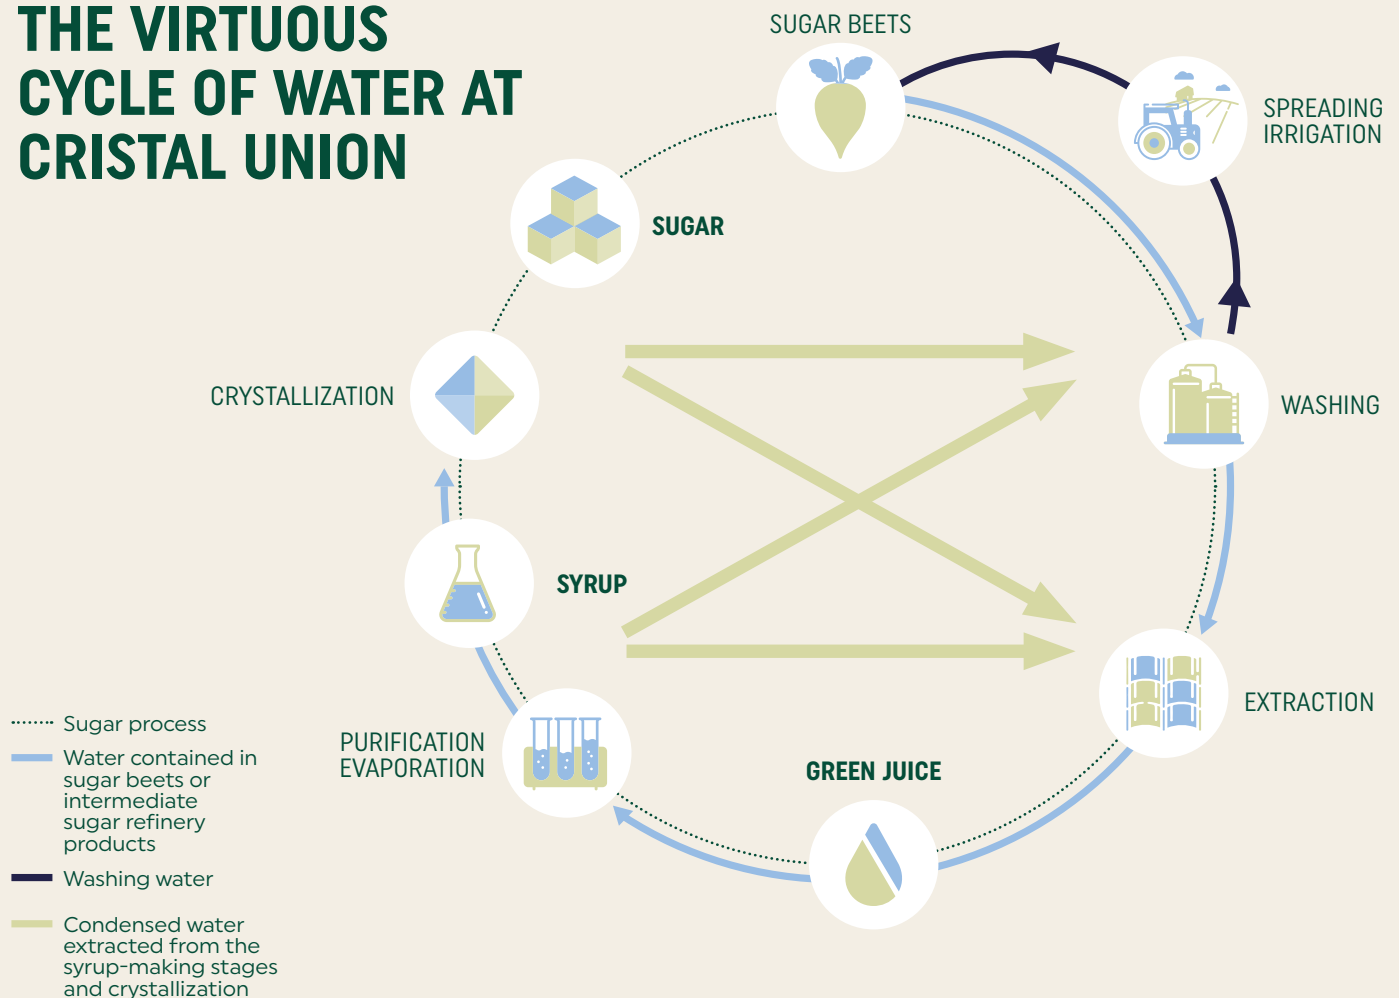 THE VIRTUOUS
CYCLE OF WATER AT
CRISTAL UNION
SUGAR BEETS
SPREADING
IRRIGATION
SUGAR
CRYSTALLIZATION
WASHING
SYRUP
EXTRACTION
PURIFICATION
EVAPORATION
GREEN JUICE
Sugar process
Water contained in
sugar beets or
intermediate
sugar refinery
products
Washing water
Condensed water
extracted from the
syrup-making stages
and crystallization